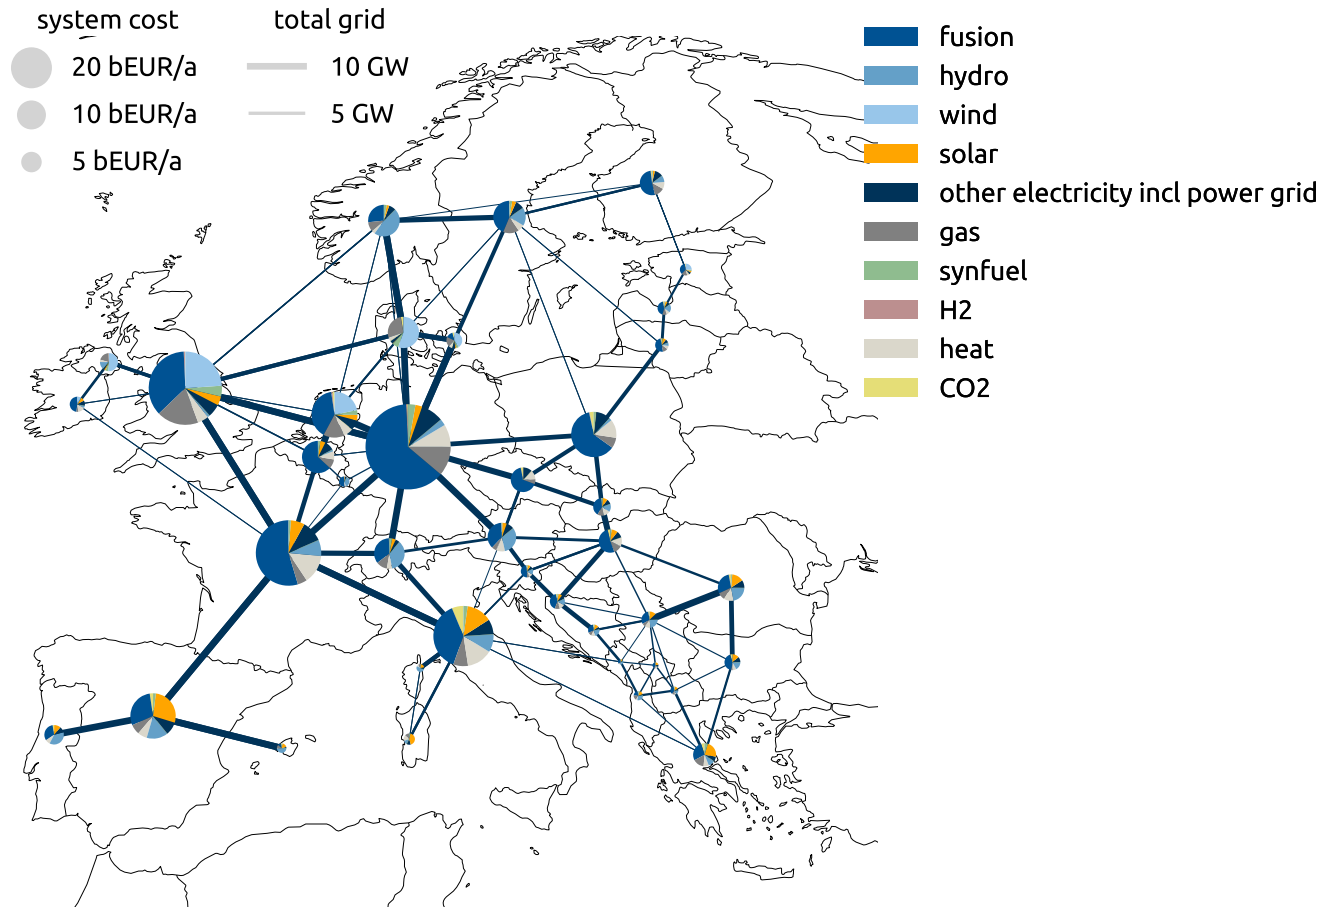 system cost
20 bEUR/a
10 bEUR/a
5 bEUR/a
total grid
10 GW
5 GW
fusion
hydro
wind
solar
other electricity incl power grid
gas
synfuel
H2
heat
CO2